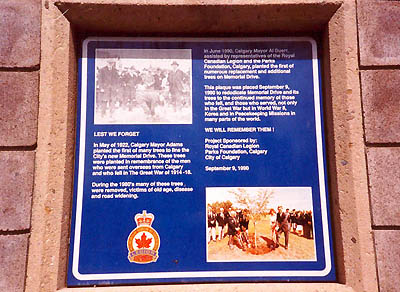 LEST WE FORGET
In May of 1922, Calgary Mayor Adams
planted the first of many trees to line the
City's new Memorial Drive. These trees
were planted in remembrance of the men
who were sent overseas from Calgary
and who fell in The Great War of 1914 -18.
During the 1980's many of these trees
were removed, victims of old age, disease
and road widening.
In June 1990, Calgary Mayor Al Duerr,
assisted by representatives of the Royal
Canadian Legion and the Parks
Foundation, Calgary, planted the first of
numerous replacement and additional
trees on Memorial Drive.
This plaque was placed September 9,
1990 to rededicate Memorial Drive and its
trees to the continued memory of those
who fell, and those who served, not only
in the Great War but in World War II,
Korea and in Peacekeeping Missions in
many parts of the world.
WE WILL REMEMBER THEM !
Project Sponsored by:
Royal Canadian Legion
Parks Foundation, Calgary
City of Calgary
September 9, 1990
LEGION